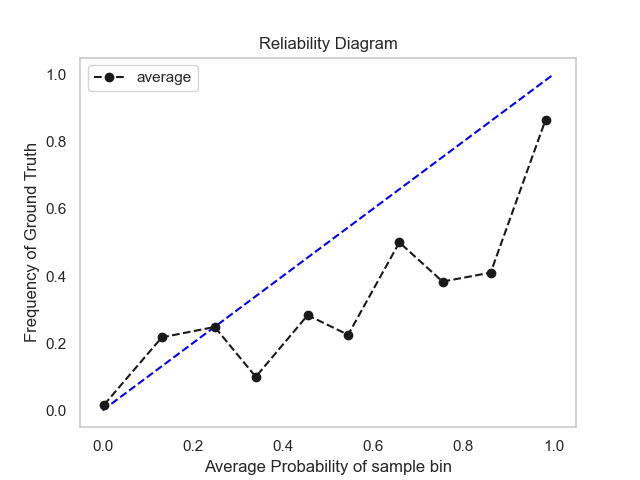 Reliability Diagram
average
Frequency of Ground Truth
1.0
0.8
0.6
0.4
0.2
0.0
0.0 0.2 0.4 0.6 0.8 1.0
Average Probability of sample bin